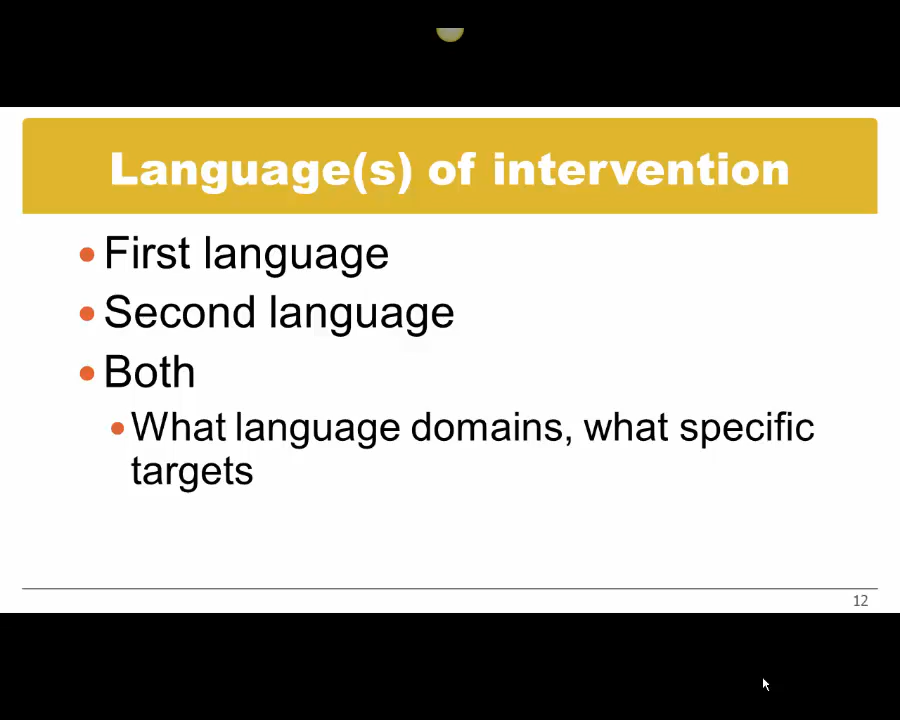 Language(s) of intervention
First language
Second language
Both
What language domains, what specific
targets
12